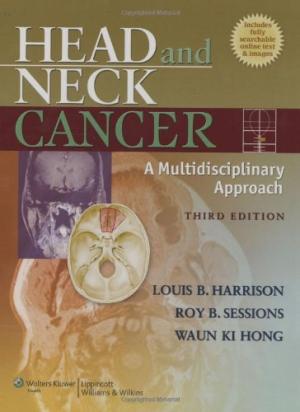 Includes
fully
searchable
online text
& images
HEAD and
NECK
CANCER
A Multidisciplinary
Approach
THIRD EDITION
LOUIS B. HARRISON
ROY B. SESSIONS
WAUN KI HONG
Wolters Kluwer
Health
Lippincott
Williams & Wilkins